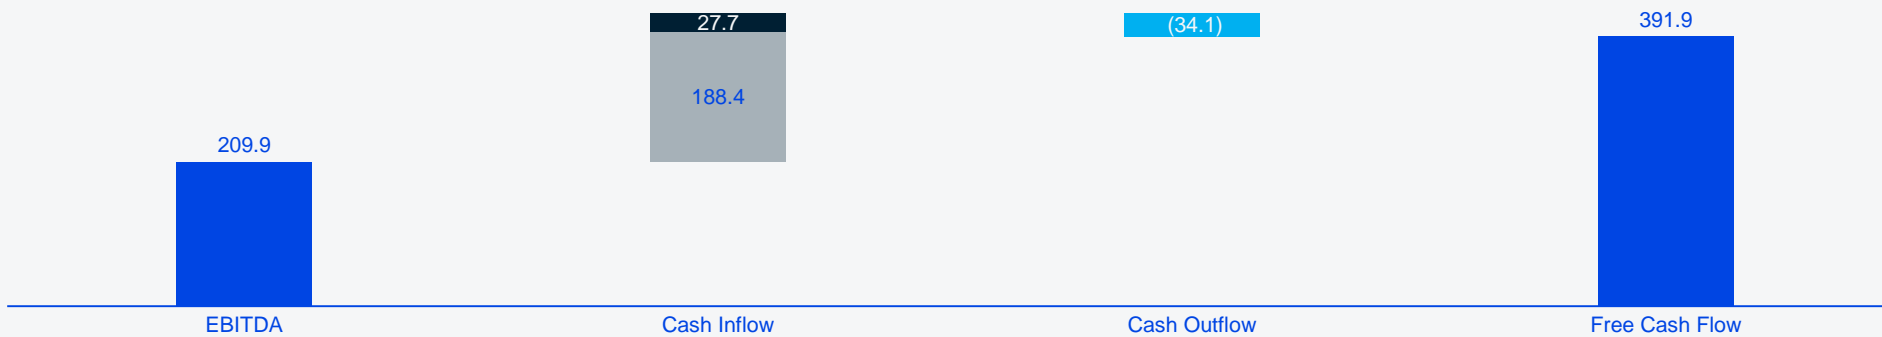 27.7
(34.1)
391.9
188.4
209.9
EBITDA
Cash Inflow
Cash Outflow
Free Cash Flow